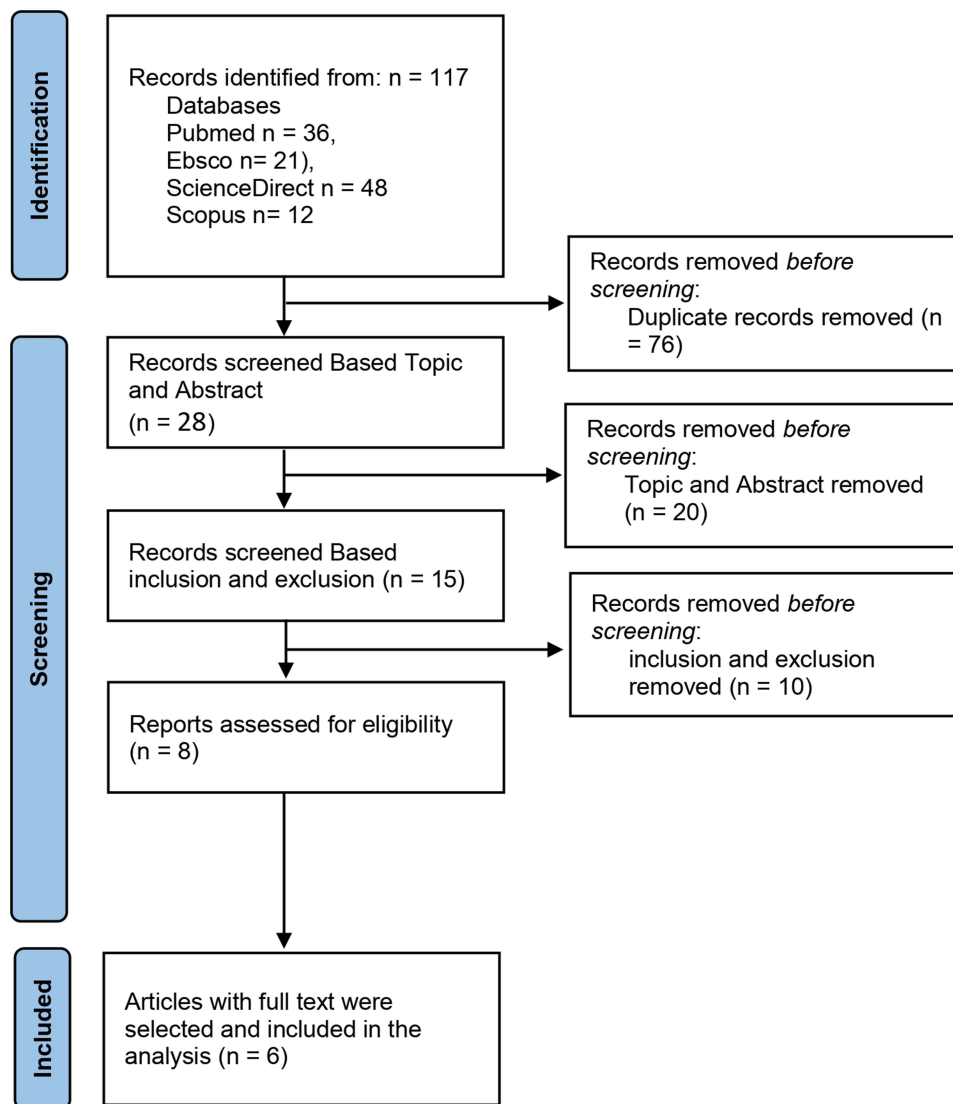 Identification
Records identified from: n = 117
Databases
Pubmed n = 36,
Ebsco n= 21),
ScienceDirect n = 48
Scopus n= 12
Records removed before
screening:
Duplicate records removed (n
= 76)
Screening
Records screened Based Topic
and Abstract
(n = 28)
Records removed before
screening:
Topic and Abstract removed
(n = 20)
Records screened Based
inclusion and exclusion (n = 15)
Records removed before
screening:
inclusion and exclusion
removed (n = 10)
Reports assessed for eligibility
(n = 8)
Included
Articles with full text were
selected and included in the
analysis (n = 6)